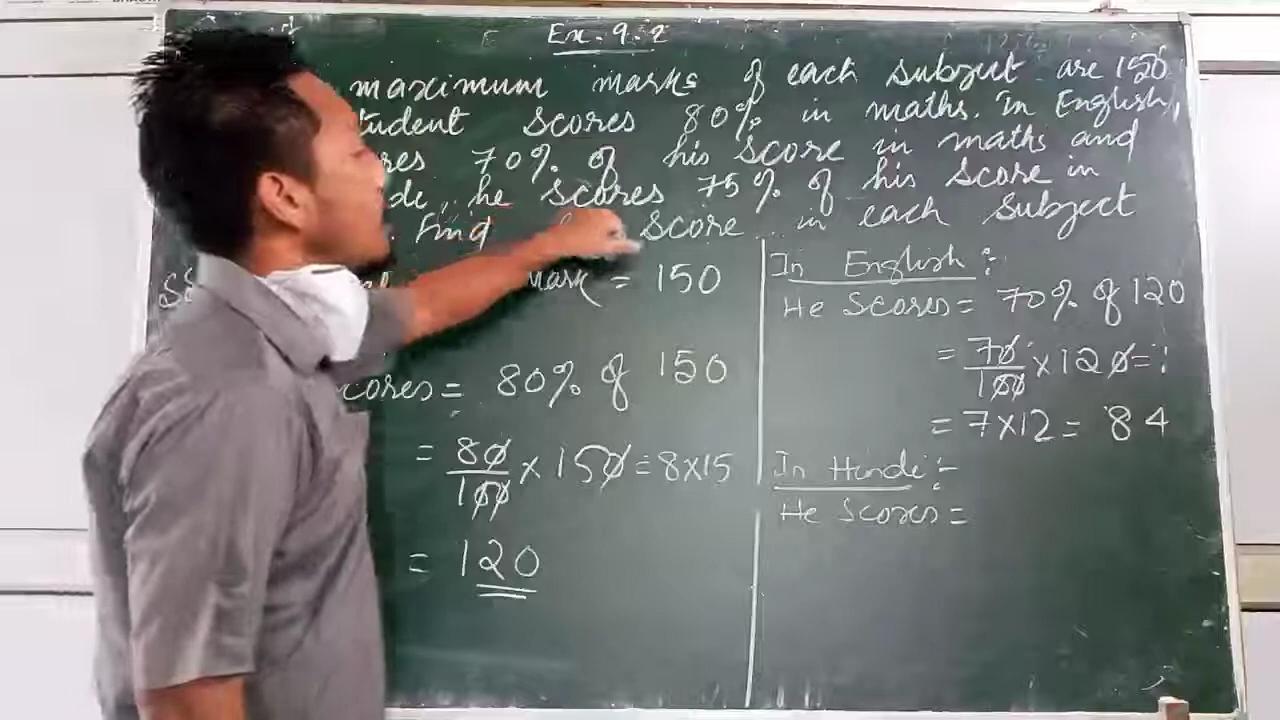 Ex. 9.2
maximum marks of each subject are 150
tudent scores 80% in maths. In English,
res 70% of his score in maths and
de, he scores 75% of his score in
. Find score in each subject
mark = 150
cores = 80% of 150
= 80/100 × 150 = 8×15
= 120
In English :-
He Scores = 70% of 120
= 70/100 × 120 =
= 7×12 = 84
In Hinde :-
He Scores =